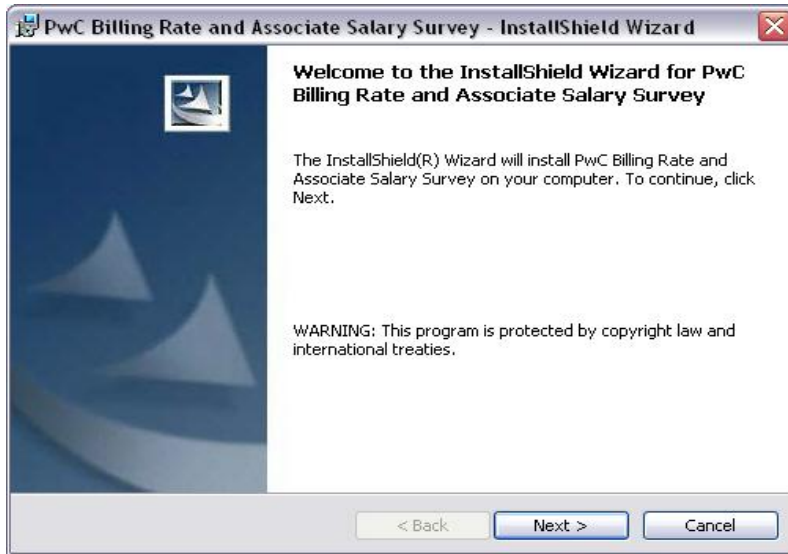 PwC Billing Rate and Associate Salary Survey - InstallShield Wizard
Welcome to the InstallShield Wizard for PwC
Billing Rate and Associate Salary Survey
The InstallShield(R) Wizard will install PwC Billing Rate and
Associate Salary Survey on your computer. To continue, click
Next.
WARNING: This program is protected by copyright law and
international treaties.
< Back
Next >
Cancel